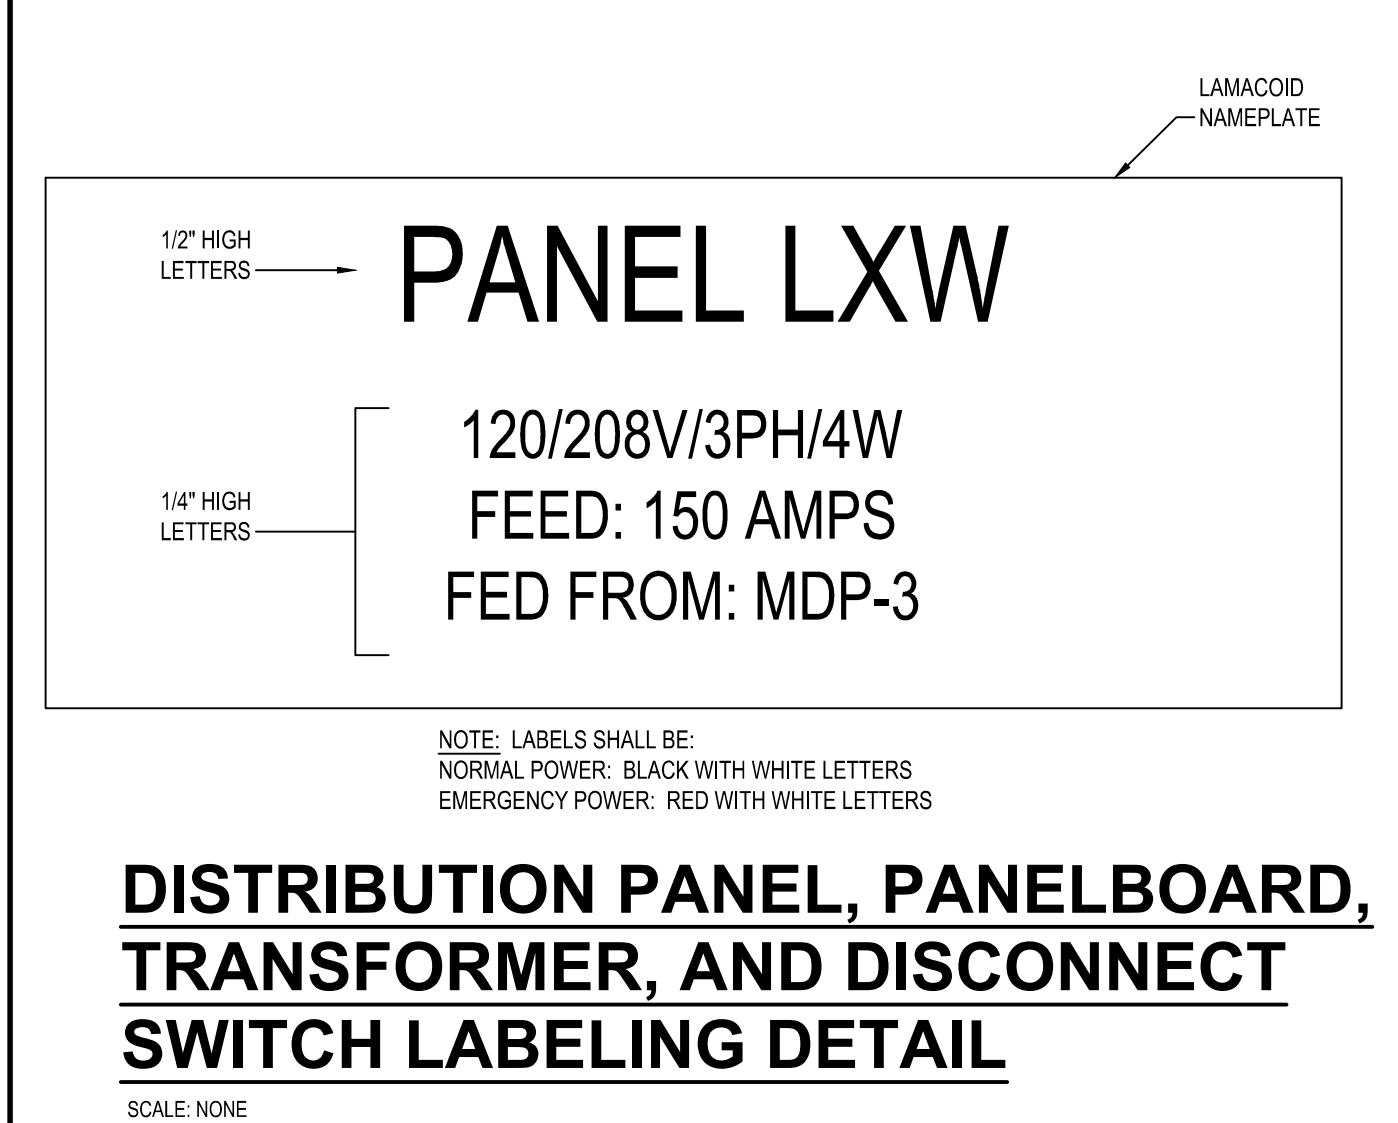 LAMACOID
NAMEPLATE
1/2" HIGH
LETTERS
PANEL LXW
120/208V/3PH/4W
FEED: 150 AMPS
FED FROM: MDP-3
1/4" HIGH
LETTERS
NOTE: LABELS SHALL BE:
NORMAL POWER: BLACK WITH WHITE LETTERS
EMERGENCY POWER: RED WITH WHITE LETTERS
DISTRIBUTION PANEL, PANELBOARD,
TRANSFORMER, AND DISCONNECT
SWITCH LABELING DETAIL
SCALE: NONE